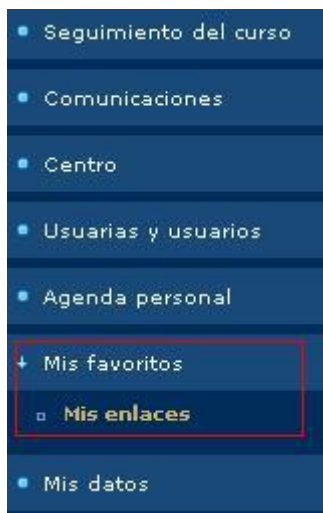 Seguimiento del curso
Comunicaciones
Centro
Usuarias y usuarios
Agenda personal
Mis favoritos
Mis enlaces
Mis datos